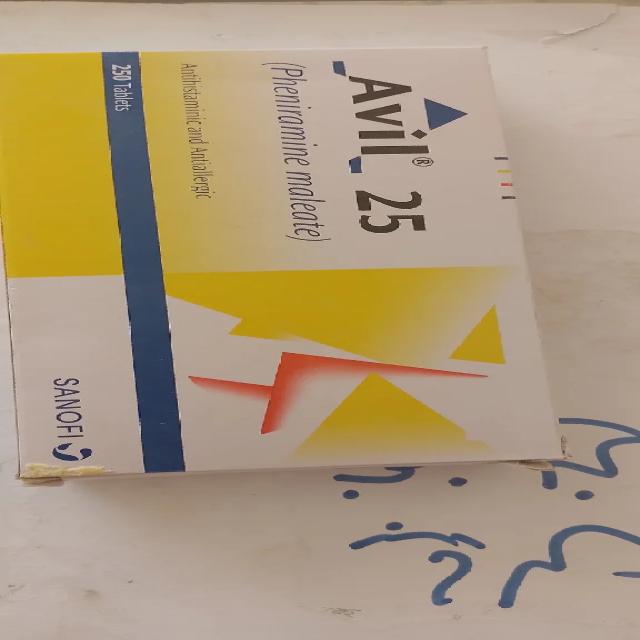 Avil® 25
(Pheniramine maleate)
Antihistaminic and Antiallergic
250 Tablets
SANOFI